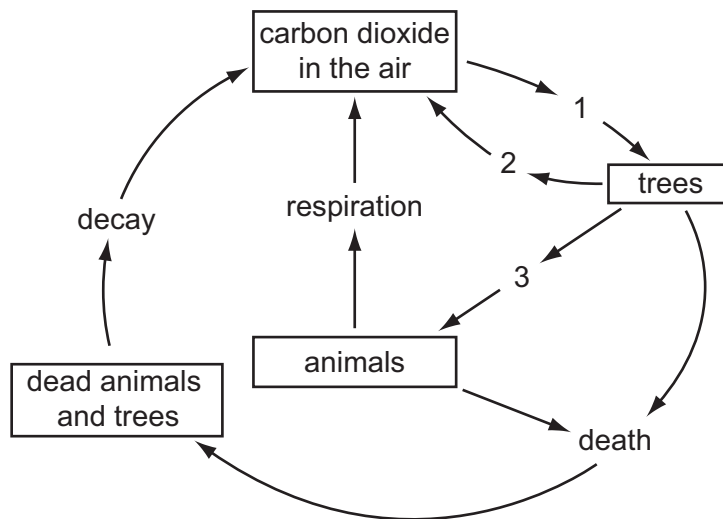 carbon dioxide
in the air
1
2
trees
decay
respiration
3
animals
dead animals
and trees
death